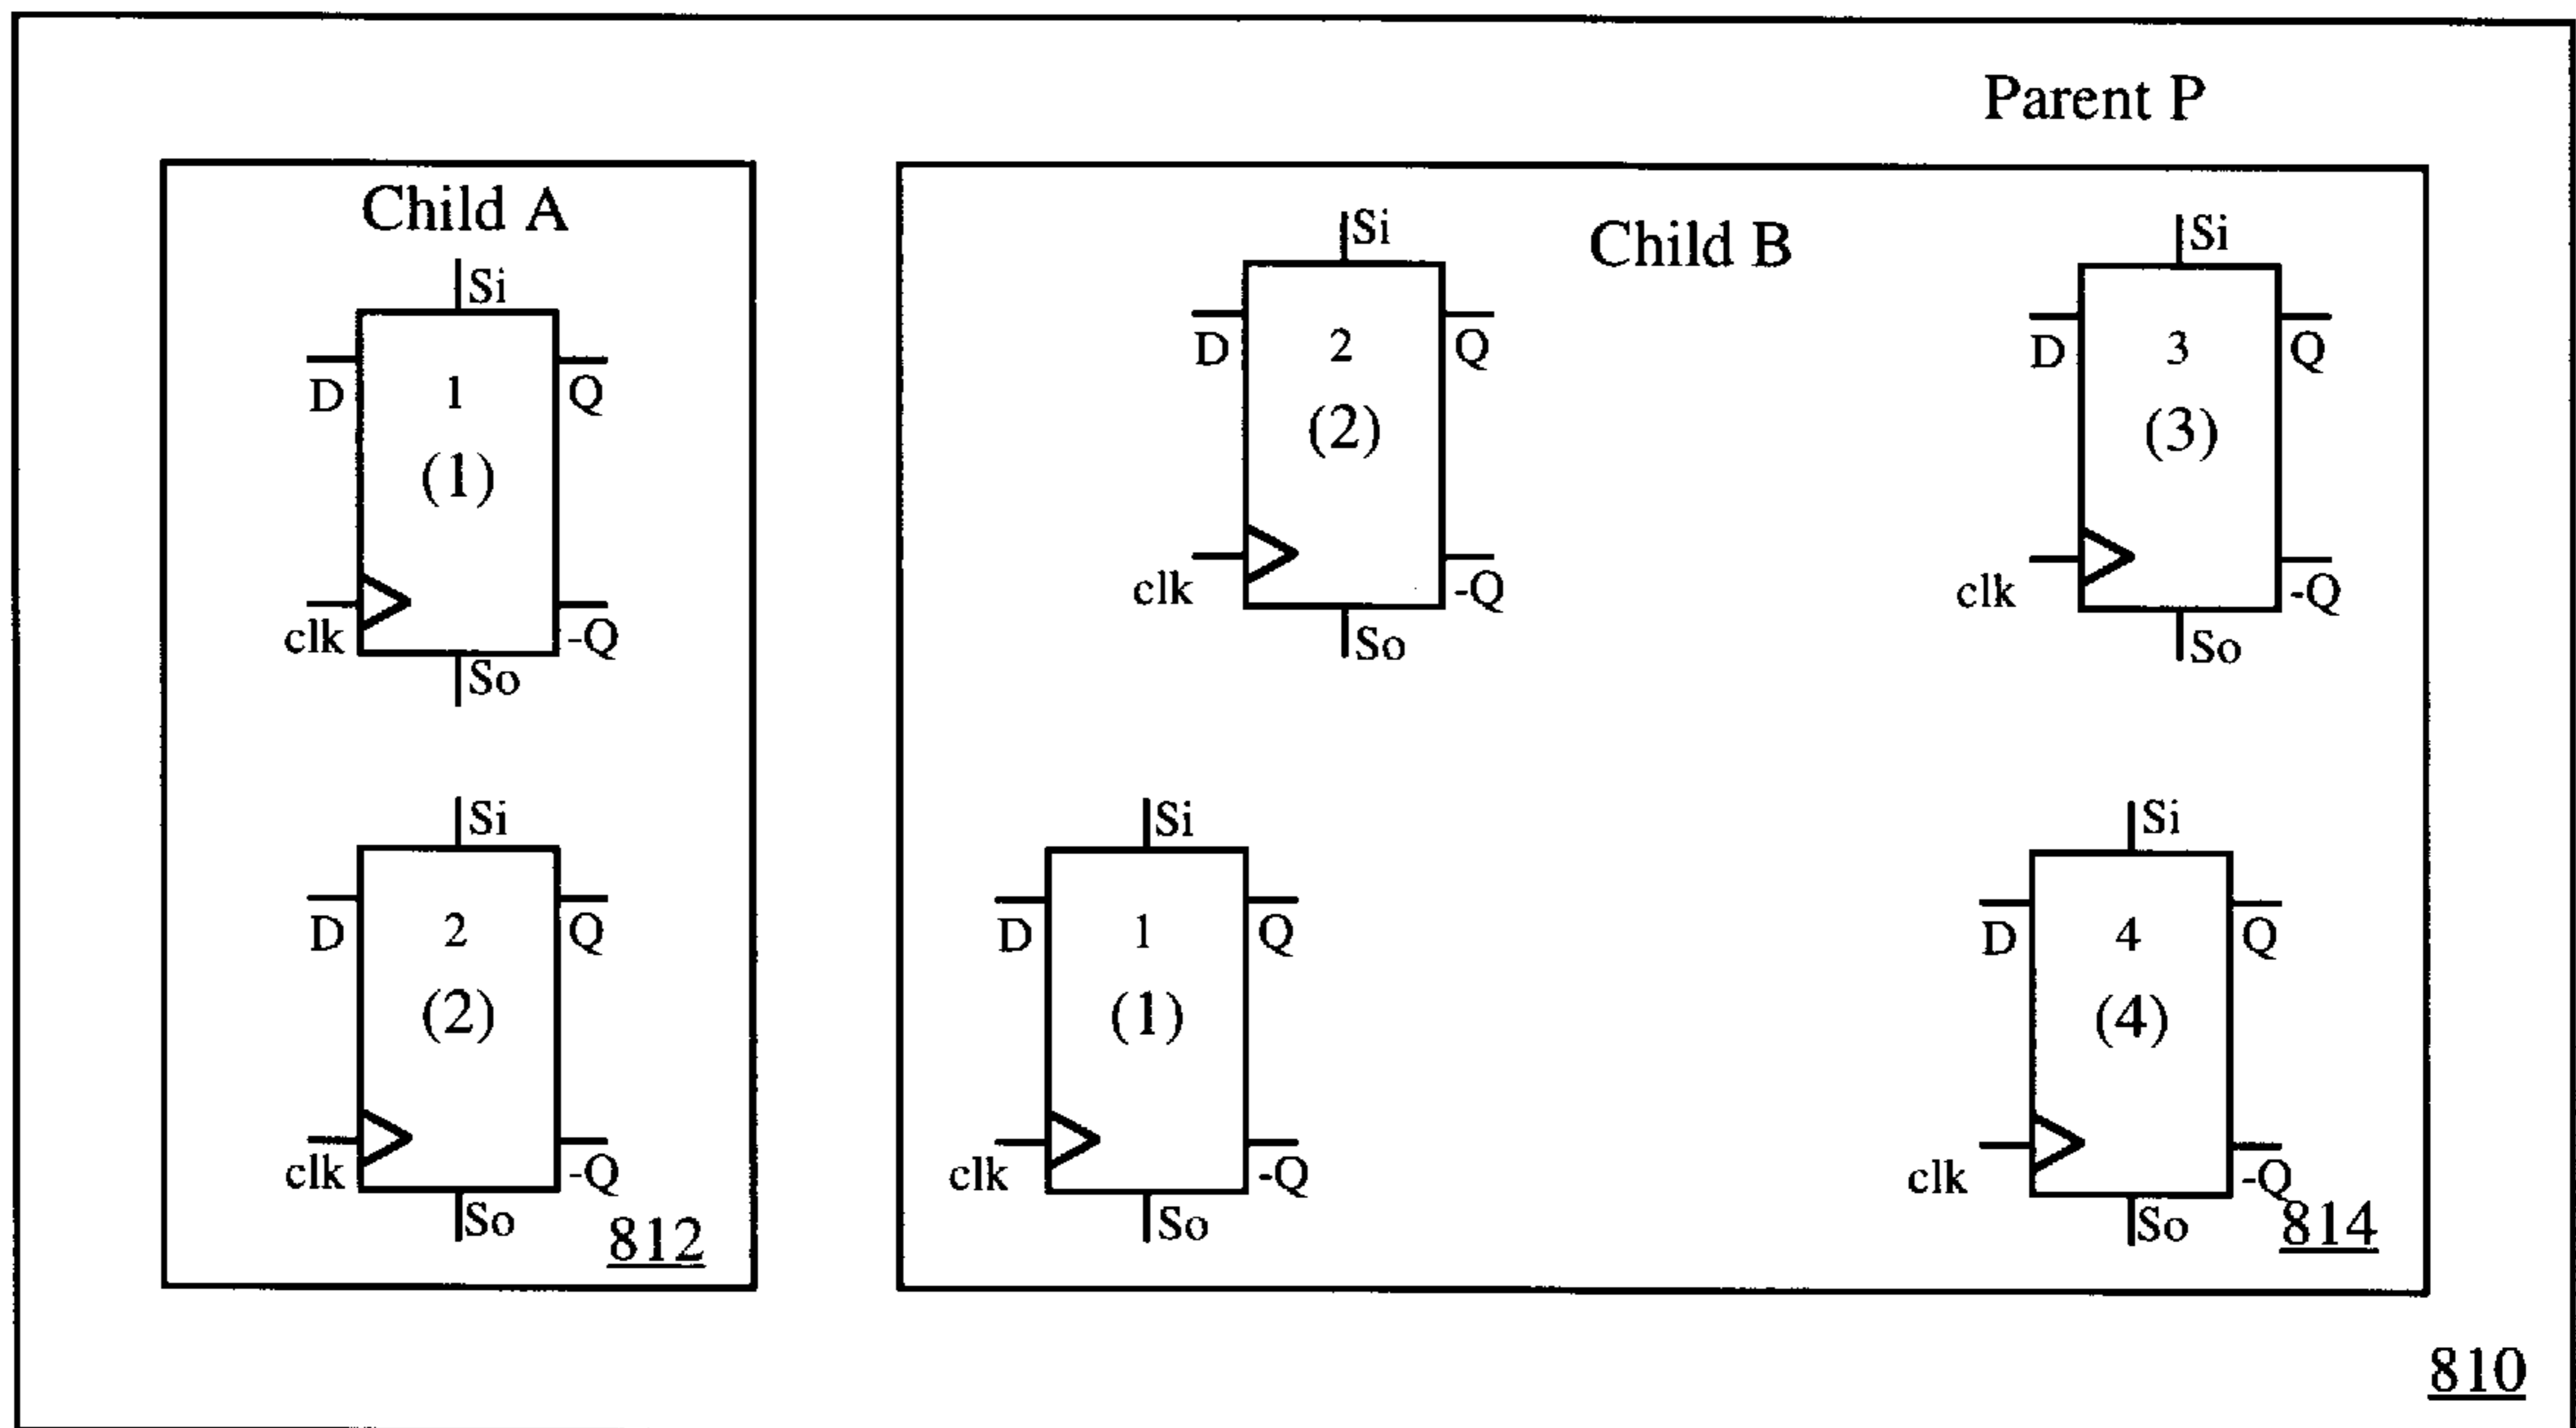 Parent P
Child A
Si
D
1
Q
(1)
clk
-Q
So
Si
D
2
Q
(2)
clk
-Q
So
812
Child B
Si
D
2
Q
(2)
clk
-Q
So
Si
D
3
Q
(3)
clk
-Q
So
Si
D
1
Q
(1)
clk
-Q
So
Si
D
4
Q
(4)
clk
-Q
So
814
810